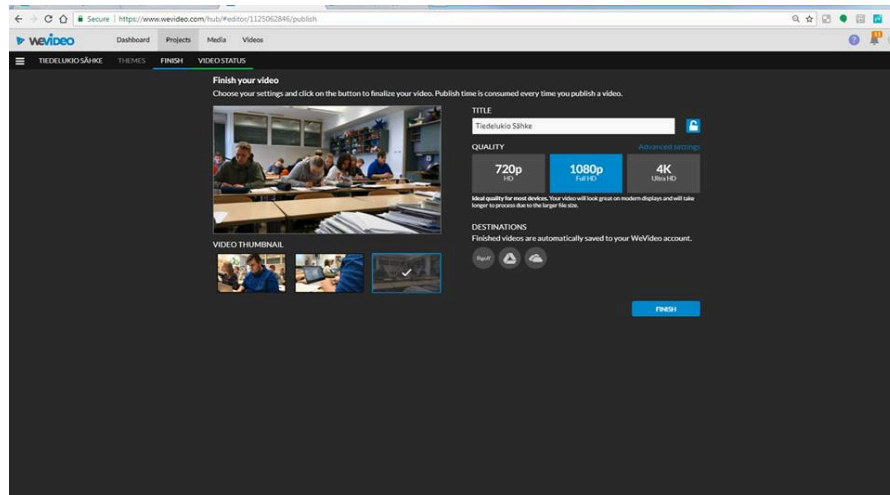 Secure | https://www.wevideo.com/hub/#editor/1125062846/publish
WEVIDEO Dashboard Projects Media Videos
TIEDELUKIO SÄHKE THEMES FINISH VIDEO STATUS
Finish your video
Choose your settings and click on the button to finalize your video. Publish time is consumed every time you publish a video.
TITLE
Tiedelukio Sähke
QUALITY Advanced settings
720p 1080p 4K
HD Full HD Ultra HD
Ideal quality for most devices. Your video will look great on modern displays and will take
longer to process due to the larger file size.
DESTINATIONS
Finished videos are automatically saved to your WeVideo account.
VIDEO THUMBNAIL
FINISH